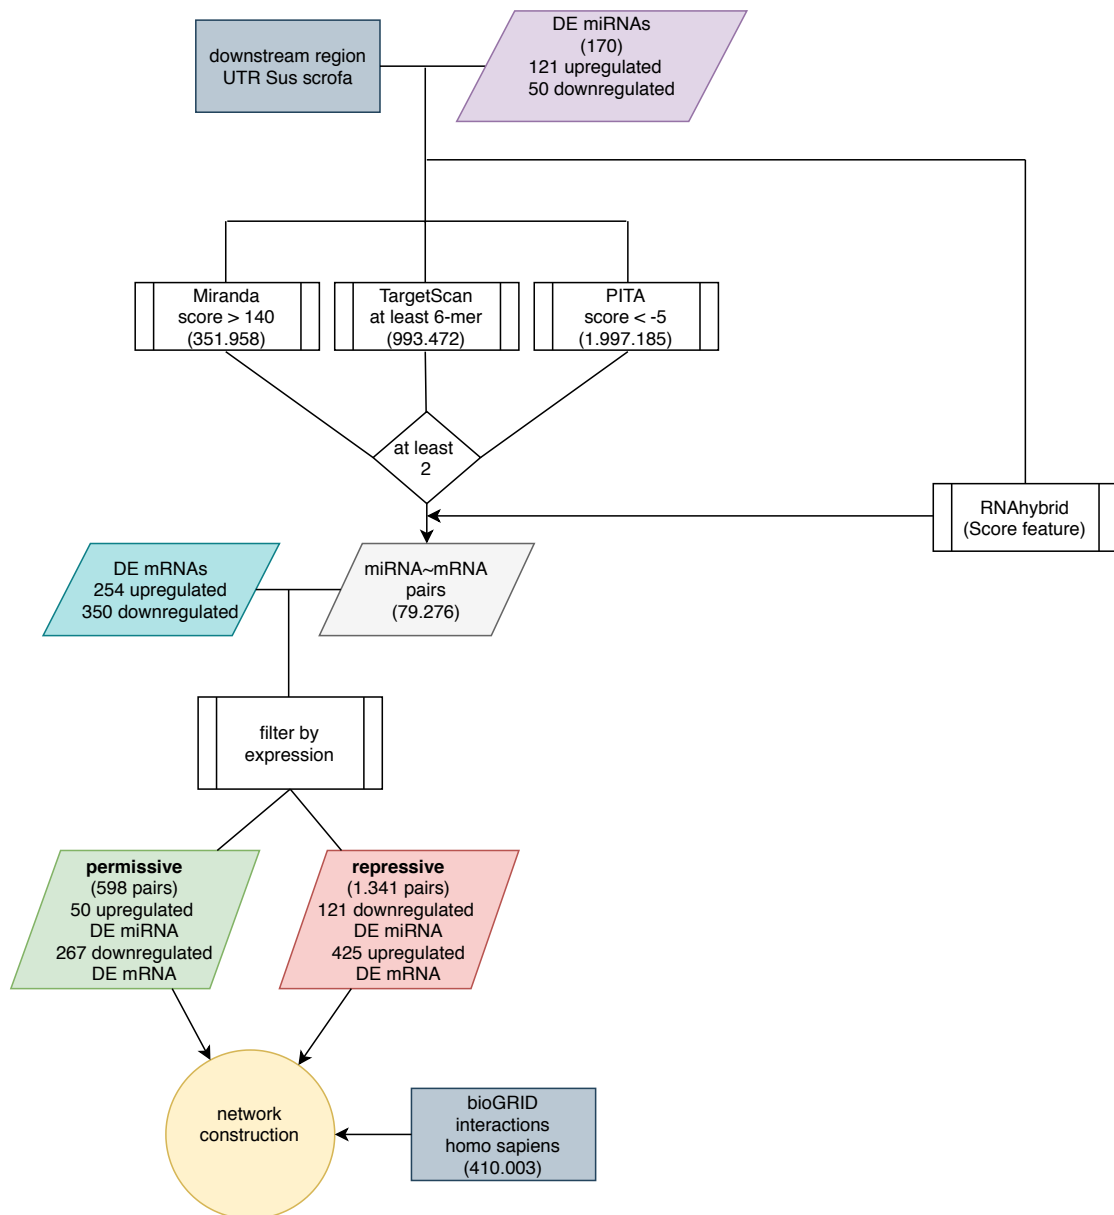 downstream region
UTR Sus scrofa
DE miRNAs
(170)
121 upregulated
50 downregulated
Miranda
score > 140
(351.958)
TargetScan
at least 6-mer
(993.472)
PITA
score < -5
(1.997.185)
at least
2
RNAhybrid
(Score feature)
DE mRNAs
254 upregulated
350 downregulated
miRNA~mRNA
pairs
(79.276)
filter by
expression
permissive
(598 pairs)
50 upregulated
DE miRNA
267 downregulated
DE mRNA
repressive
(1.341 pairs)
121 downregulated
DE miRNA
425 upregulated
DE mRNA
network
construction
bioGRID
interactions
homo sapiens
(410.003)